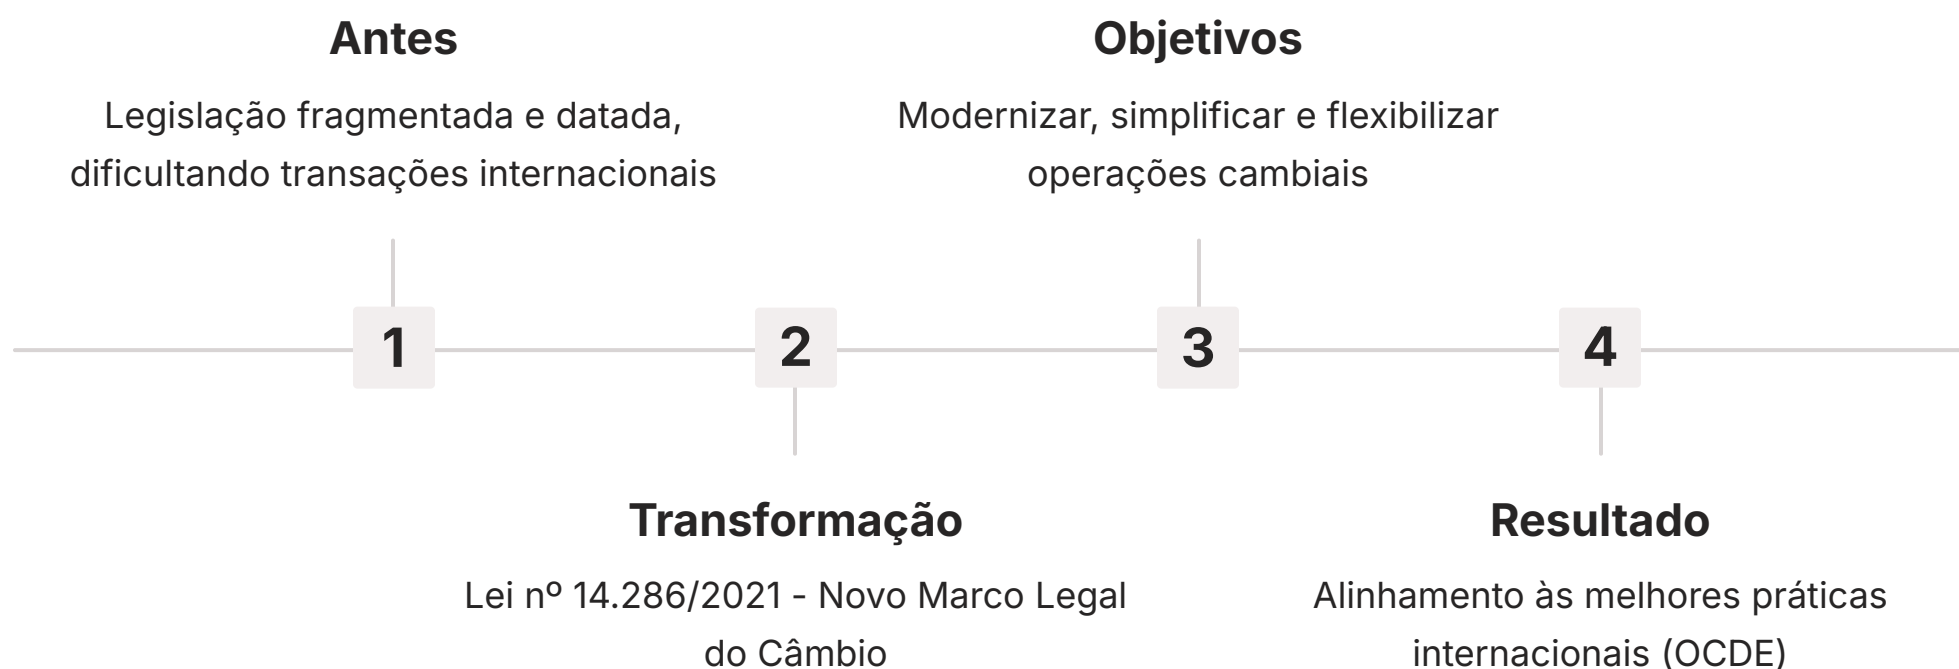 Antes
Legislação fragmentada e datada,
dificultando transações internacionais
Objetivos
Modernizar, simplificar e flexibilizar
operações cambiais
1
2
3
4
Transformação
Lei nº 14.286/2021 - Novo Marco Legal
do Câmbio
Resultado
Alinhamento às melhores práticas
internacionais (OCDE)